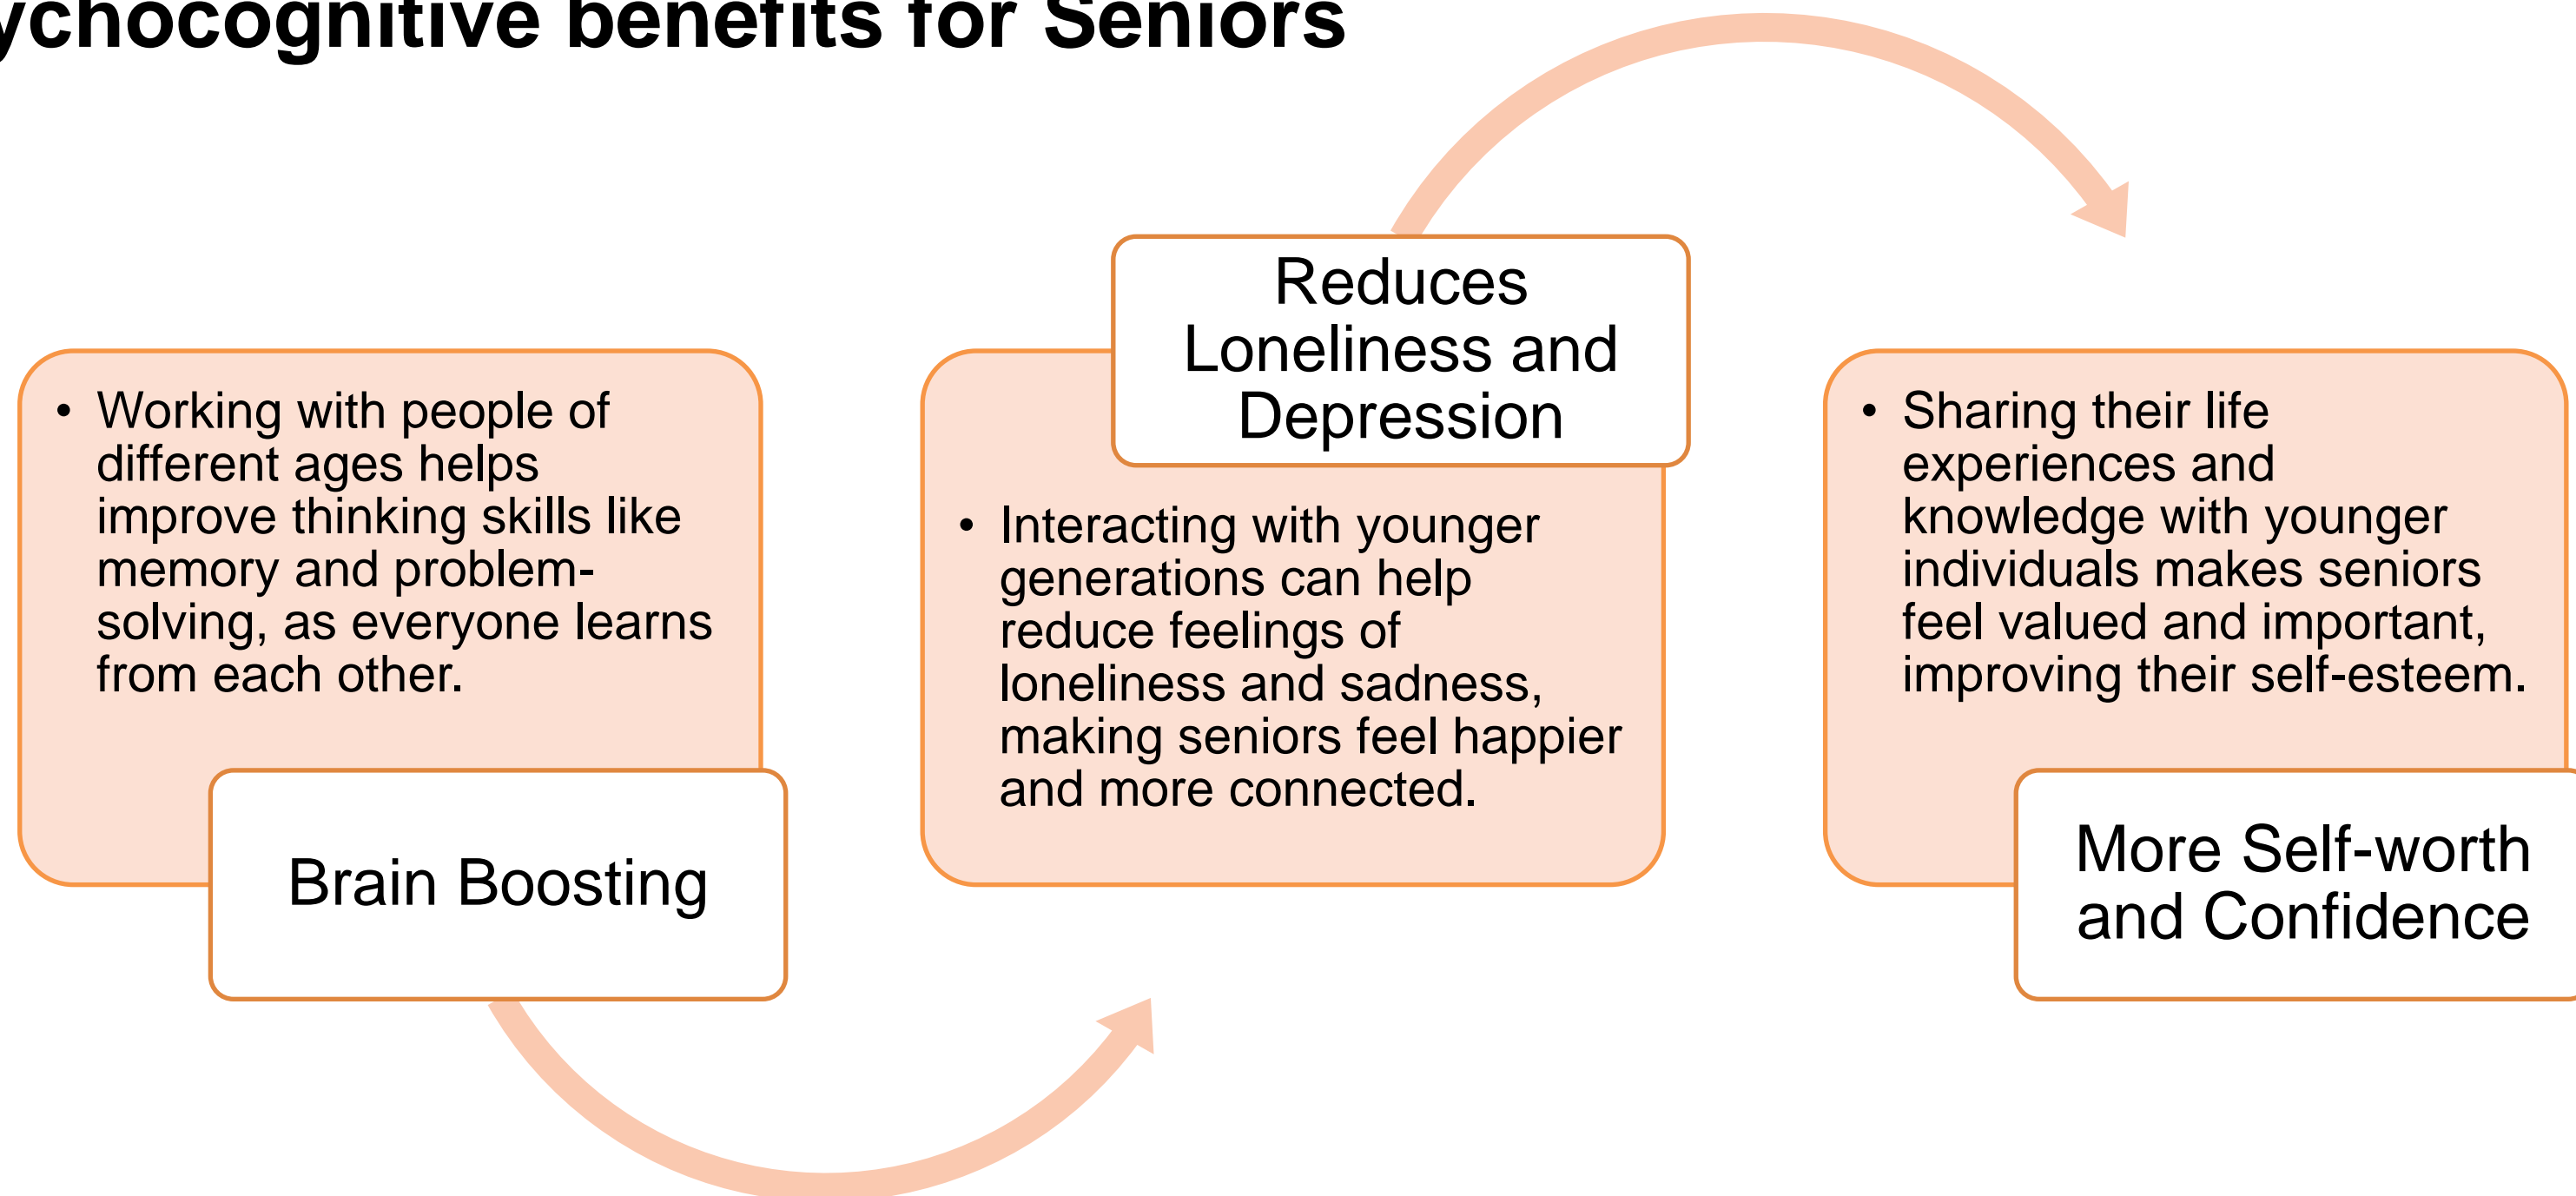 ychocognitive benefits for Seniors
• Working with people of
different ages helps
improve thinking skills like
memory and problem-
solving, as everyone learns
from each other.
Brain Boosting
Reduces
Loneliness and
Depression
• Interacting with younger
generations can help
reduce feelings of
loneliness and sadness,
making seniors feel happier
and more connected.
• Sharing their life
experiences and
knowledge with younger
individuals makes seniors
feel valued and important,
improving their self-esteem.
More Self-worth
and Confidence